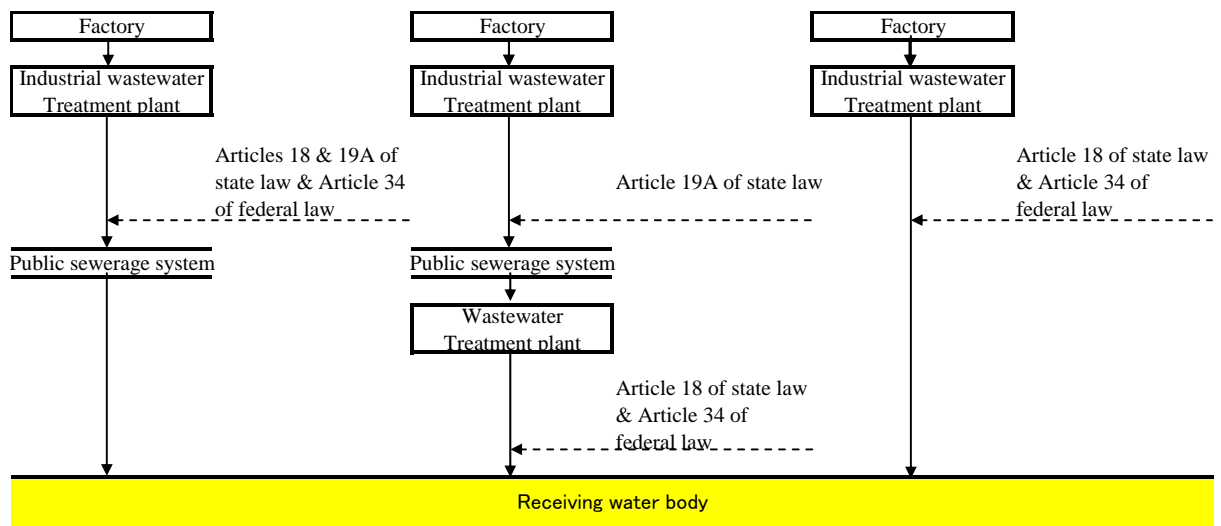 Factory
Factory
Factory
Industrial wastewater
Treatment plant
Industrial wastewater
Treatment plant
Industrial wastewater
Treatment plant
Articles 18 & 19A of
state law & Article 34
of federal law
Article 19A of state law
Article 18 of state law
& Article 34 of
federal law
Public sewerage system
Public sewerage system
Wastewater
Treatment plant
Article 18 of state law
& Article 34 of
federal law
Receiving water body